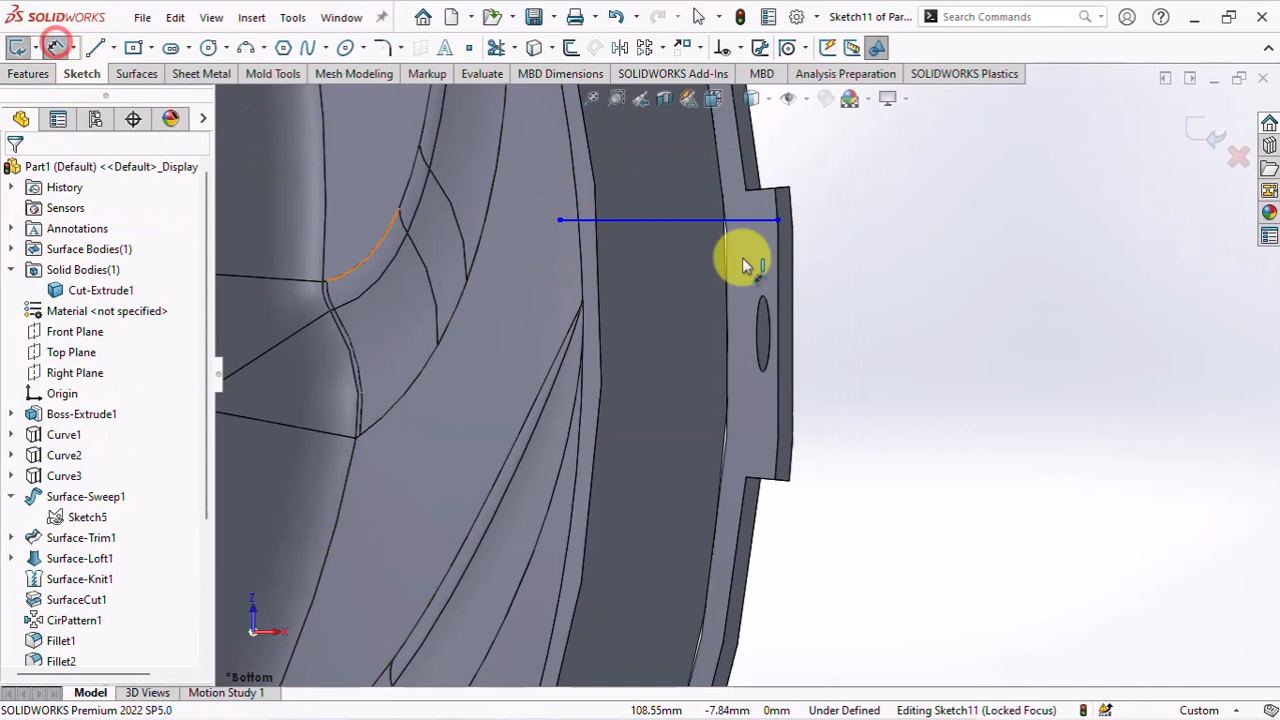 SOLIDWORKS File Edit View Insert Tools Window Sketch11 of Par... Search Commands
Features Sketch Surfaces Sheet Metal Mold Tools Mesh Modeling Markup Evaluate MBD Dimensions SOLIDWORKS Add-Ins MBD Analysis Preparation SOLIDWORKS Plastics
Part1 (Default) <<Default>_Display
History
Sensors
Annotations
Surface Bodies(1)
Solid Bodies(1)
Cut-Extrude1
Material <not specified>
Front Plane
Top Plane
Right Plane
Origin
Boss-Extrude1
Curve1
Curve2
Curve3
Surface-Sweep1
Sketch5
Surface-Trim1
Surface-Loft1
Surface-Knit1
SurfaceCut1
CirPattern1
Fillet1
Fillet2
Z
X
*Bottom
Model 3D Views Motion Study 1
SOLIDWORKS Premium 2022 SP5.0 108.55mm -7.84mm 0mm Under Defined Editing Sketch11 (Locked Focus) Custom